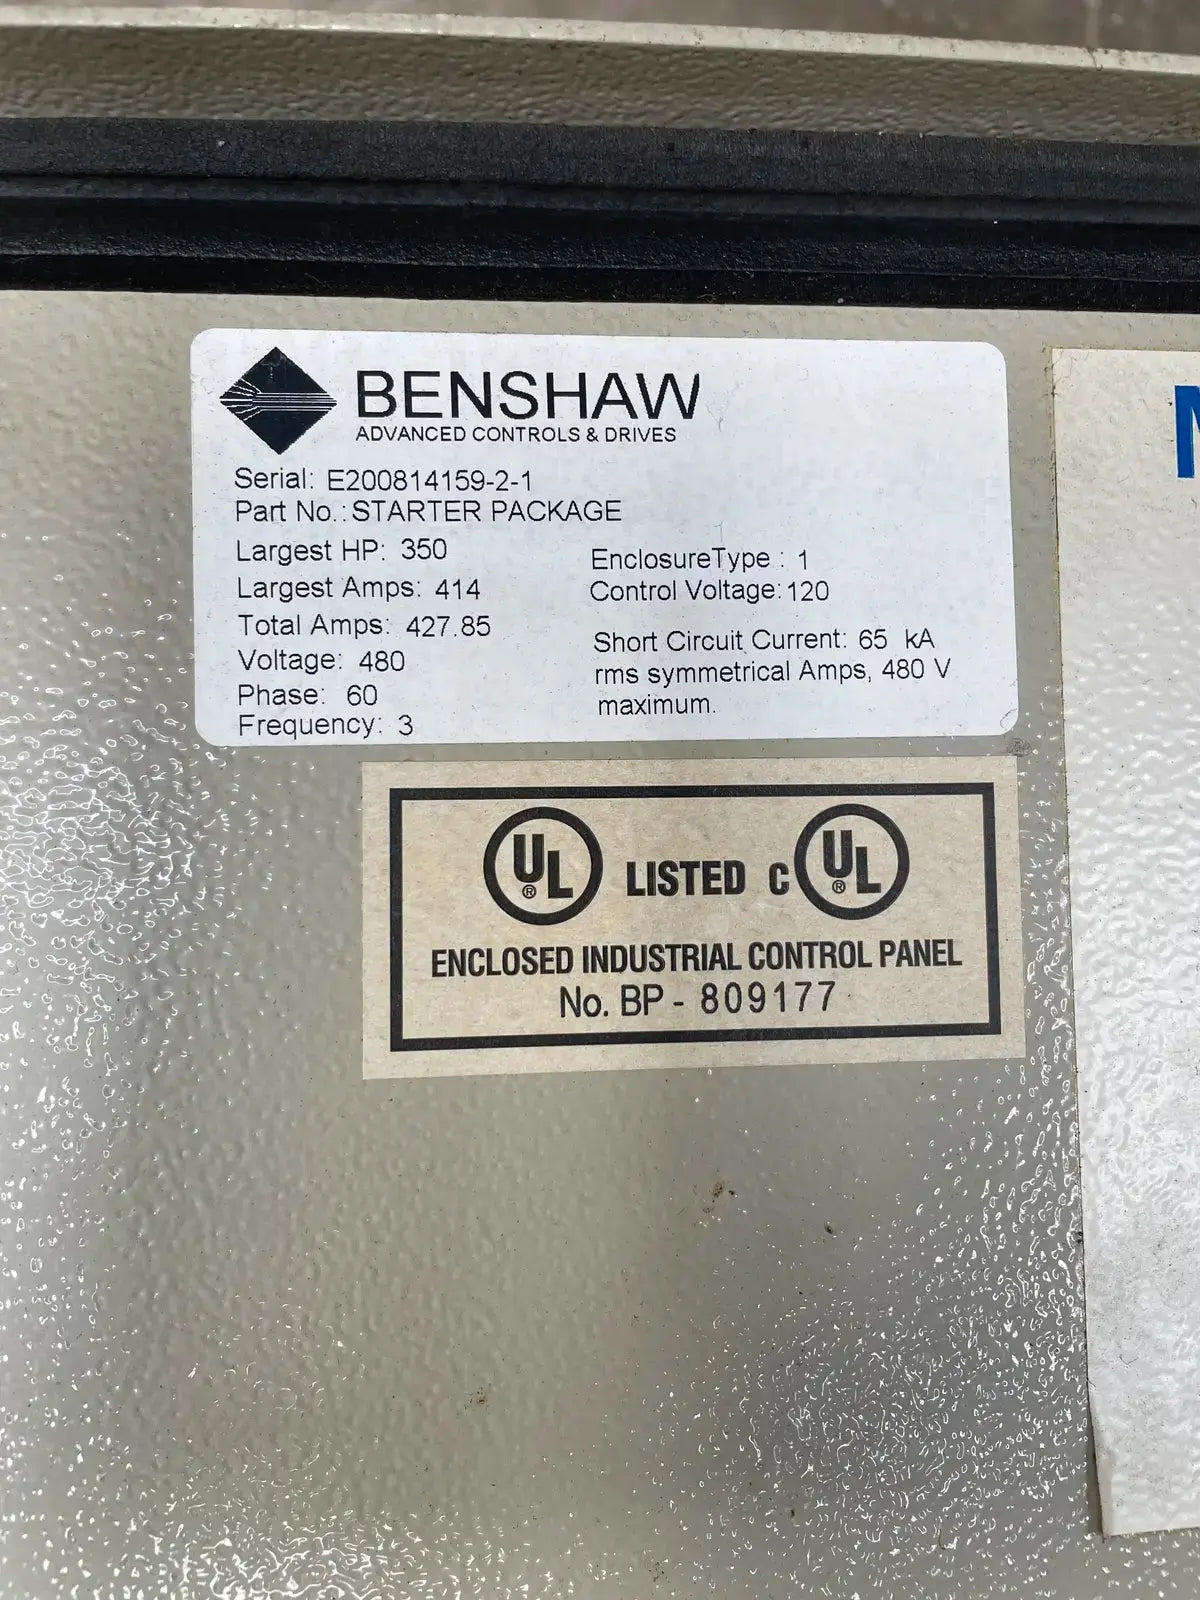 BENSHAW
ADVANCED CONTROLS & DRIVES
Serial: E200814159-2-1
Part No.:STARTER PACKAGE
Largest HP: 350
Largest Amps: 414
Total Amps: 427.85
Voltage: 480
Phase: 60
Frequency: 3
EnclosureType : 1
Control Voltage:120
Short Circuit Current: 65 kA
rms symmetrical Amps, 480 V
maximum.
UL® LISTED C UL®
ENCLOSED INDUSTRIAL CONTROL PANEL
No. BP - 809177